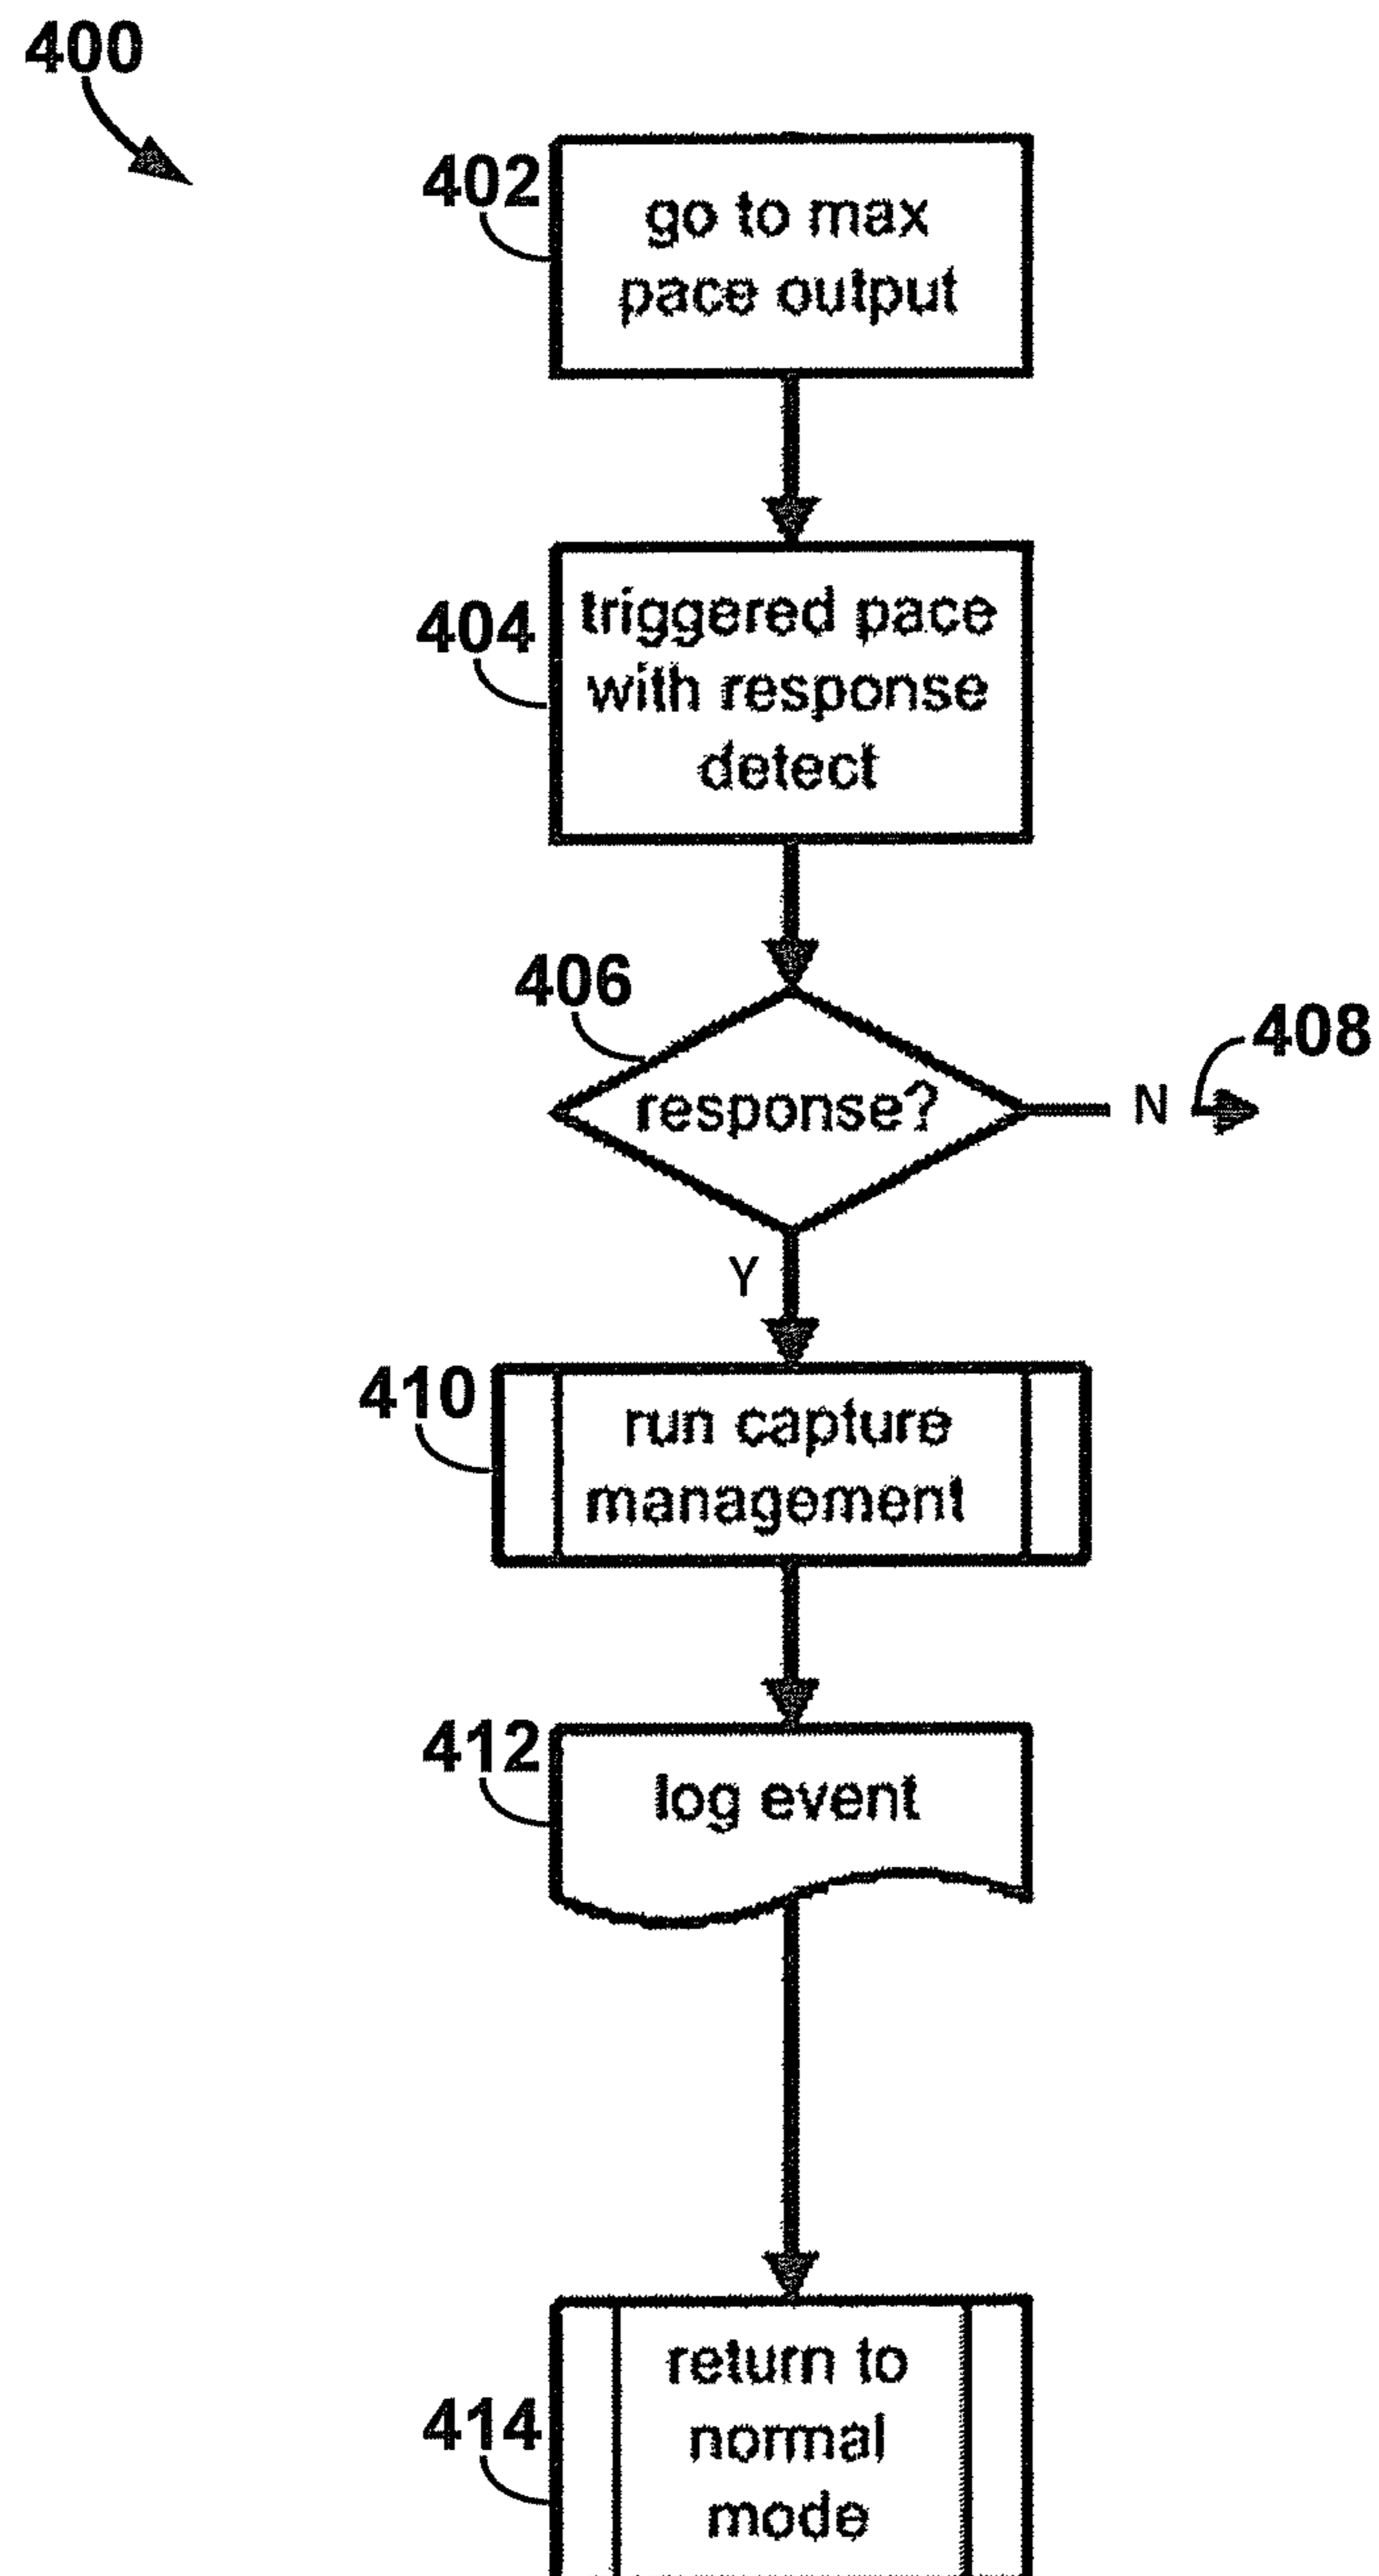 400
402
go to max
pace output
404
triggered pace
with response
detect
406
response?
N
408
Y
410
run capture
management
412
log event
414
return to
normal
mode